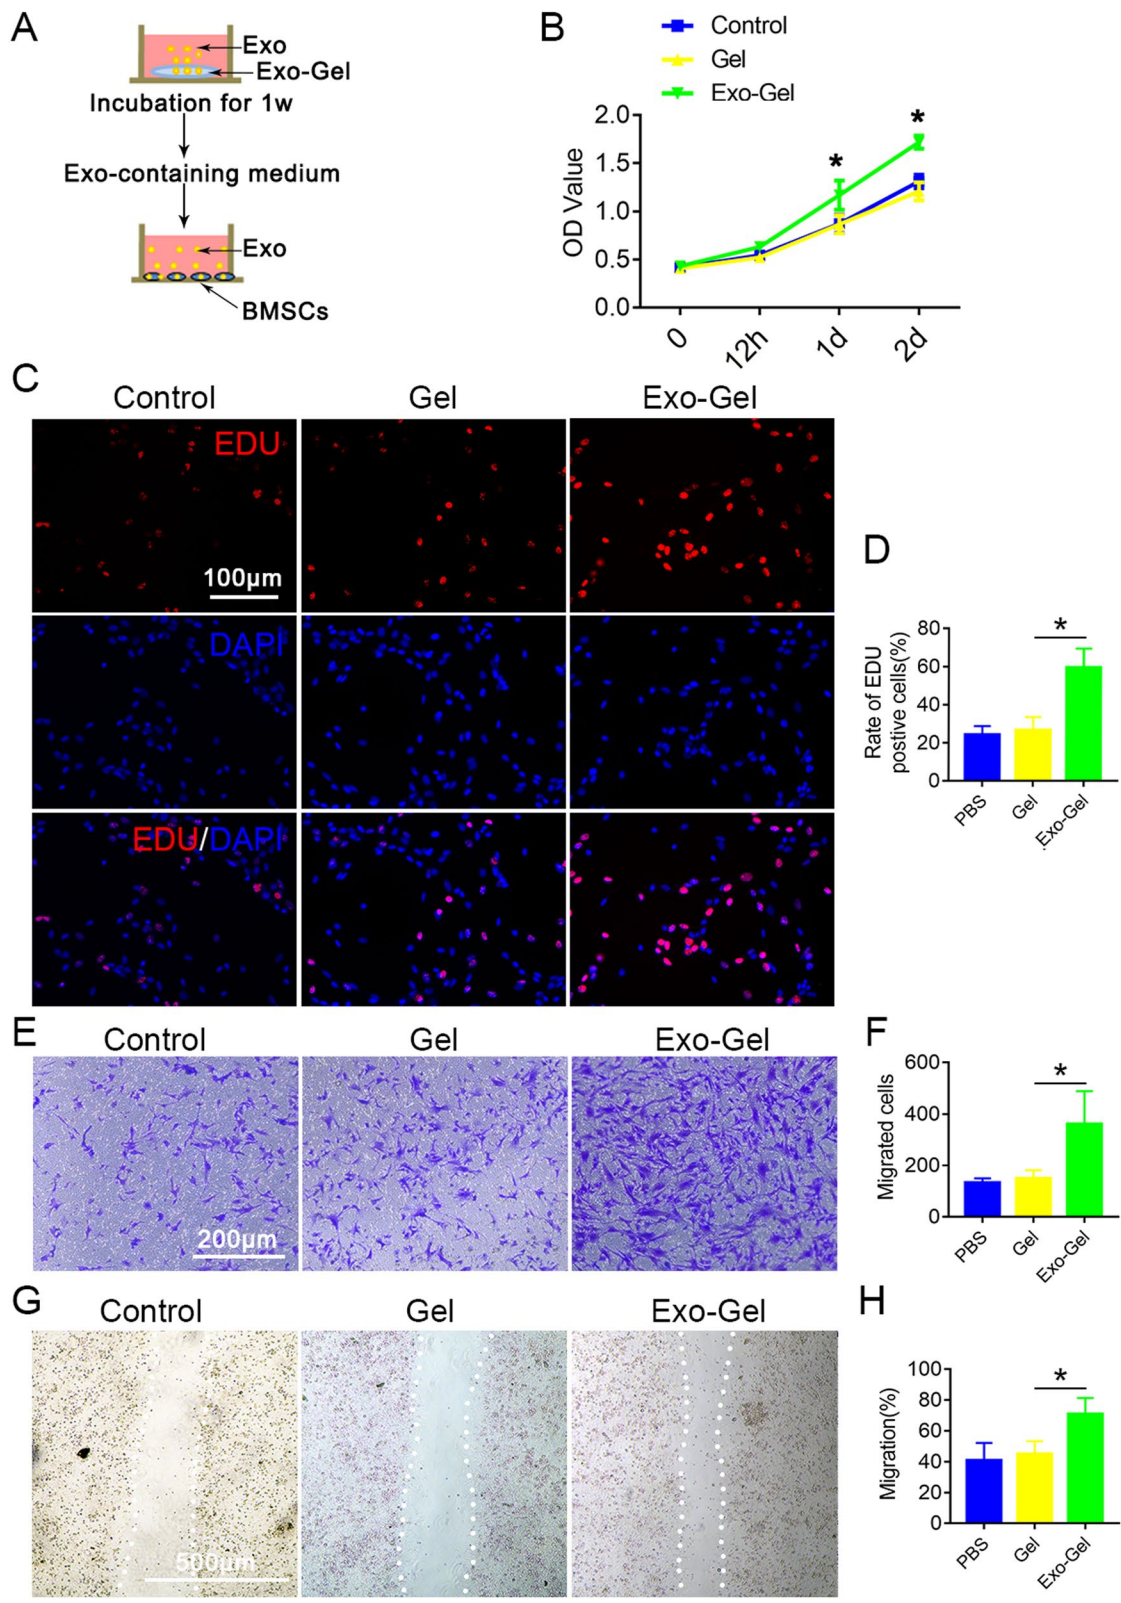 A
Exo
Exo-Gel
Incubation for 1w
Exo-containing medium
Exo
BMSCs
B
Control
Gel
Exo-Gel
OD Value
2.0
1.5
1.0
0.5
0.0
*
*
0
12h
1d
2d
C
Control
Gel
Exo-Gel
EDU
100μm
DAPI
EDU/DAPI
D
Rate of EDU
postive cells(%)
80
60
40
20
0
*
PBS
Gel
.Exo-Gel
E
Control
Gel
Exo-Gel
200μm
F
Migrated cells
600
400
200
0
*
PBS
Gel
Exo-Gel
G
Control
Gel
Exo-Gel
500μm
H
Migration(%)
100
80
60
40
20
0
*
PBS
Gel
Exo-Gel